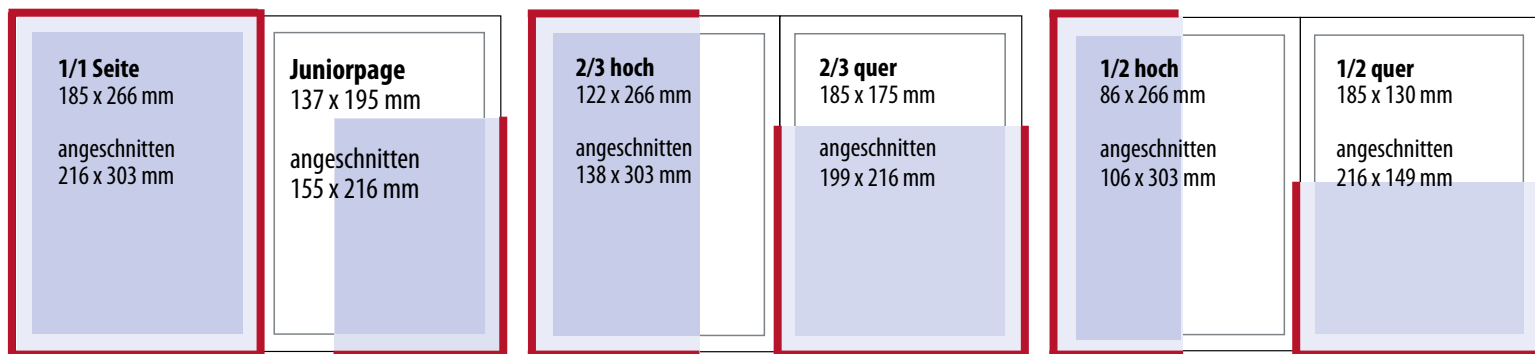 1/1 Seite
185 x 266 mm
angeschnitten
216 x 303 mm
Juniorpage
137 x 195 mm
angeschnitten
155 x 216 mm
2/3 hoch
122 x 266 mm
angeschnitten
138 x 303 mm
2/3 quer
185 x 175 mm
angeschnitten
199 x 216 mm
1/2 hoch
86 x 266 mm
angeschnitten
106 x 303 mm
1/2 quer
185 x 130 mm
angeschnitten
216 x 149 mm